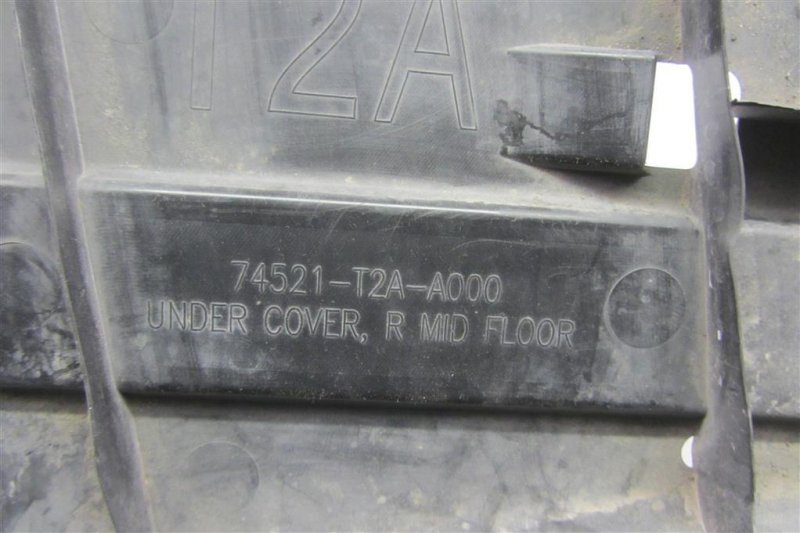 T2A
74521-T2A-A000
UNDER COVER, R MID FLOOR